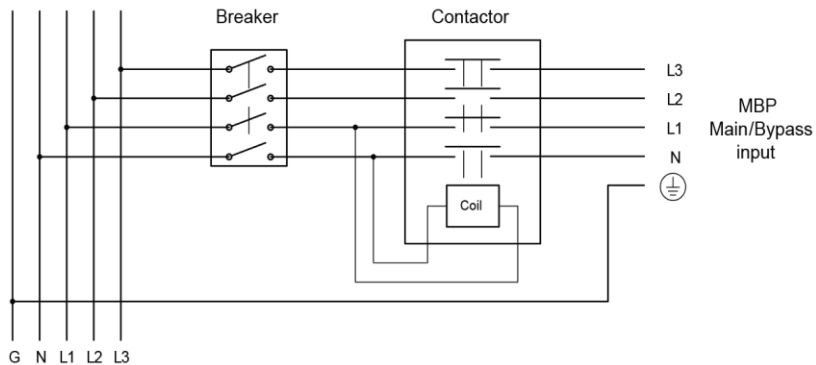 Breaker
Contactor
L3
L2
L1
N
MBP
Main/Bypass
input
Coil
G N L1 L2 L3